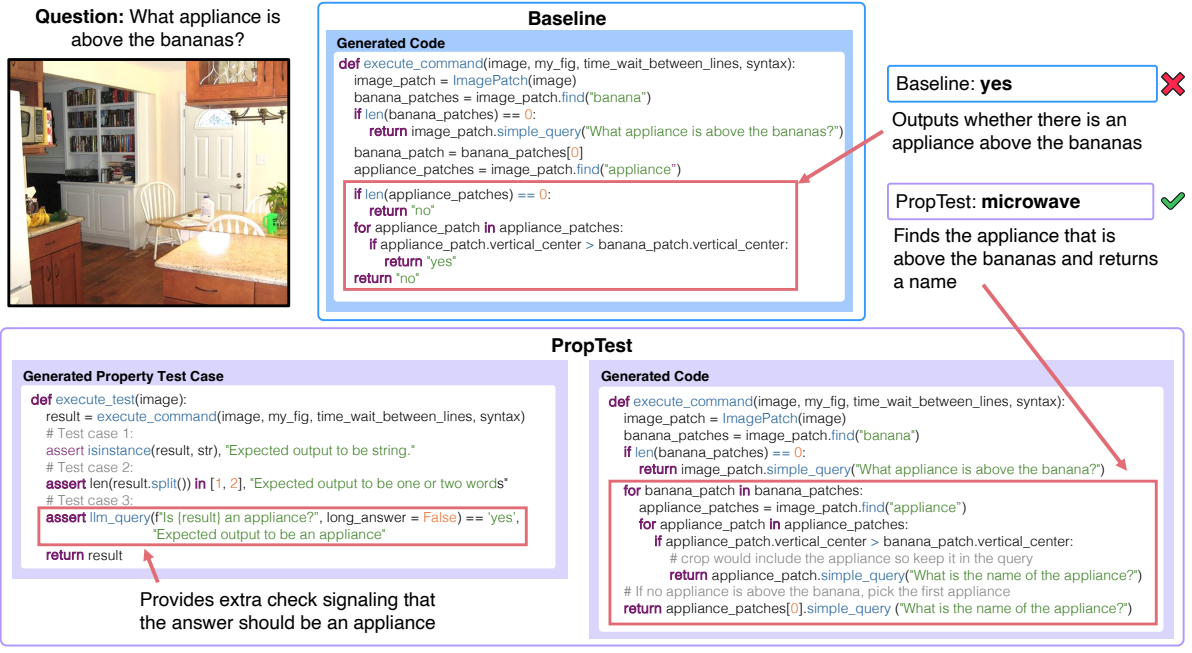 Question: What appliance is
above the bananas?
Baseline
Generated Code
def execute_command(image, my_fig, time_wait_between_lines, syntax):
image_patch = ImagePatch(image)
banana_patches = image_patch.find("banana")
if len(banana_patches) == 0:
return image_patch.simple_query("What appliance is above the bananas?")
banana_patch = banana_patches[0]
appliance_patches = image_patch.find("appliance")
if len(appliance_patches) == 0:
return "no"
for appliance_patch in appliance_patches:
if appliance_patch.vertical_center > banana_patch.vertical_center:
return "yes"
return "no"
Baseline: yes
Outputs whether there is an
appliance above the bananas
PropTest: microwave
Finds the appliance that is
above the bananas and returns
a name
PropTest
Generated Property Test Case
def execute_test(image):
result = execute_command(image, my_fig, time_wait_between_lines, syntax)
# Test case 1:
assert isinstance(result, str), "Expected output to be string."
# Test case 2:
assert len(result.split()) in [1, 2], "Expected output to be one or two words"
# Test case 3:
assert llm_query(f"Is {result} an appliance?", long_answer = False) == 'yes',
"Expected output to be an appliance"
return result
Provides extra check signaling that
the answer should be an appliance
Generated Code
def execute_command(image, my_fig, time_wait_between_lines, syntax):
image_patch = ImagePatch(image)
banana_patches = image_patch.find("banana")
if len(banana_patches) == 0:
return image_patch.simple_query("What appliance is above the banana?")
for banana_patch in banana_patches:
appliance_patches = image_patch.find("appliance")
for appliance_patch in appliance_patches:
if appliance_patch.vertical_center > banana_patch.vertical_center:
# crop would include the appliance so keep it in the query
return appliance_patch.simple_query("What is the name of the appliance?")
# If no appliance is above the banana, pick the first appliance
return appliance_patches[0].simple_query ("What is the name of the appliance?")